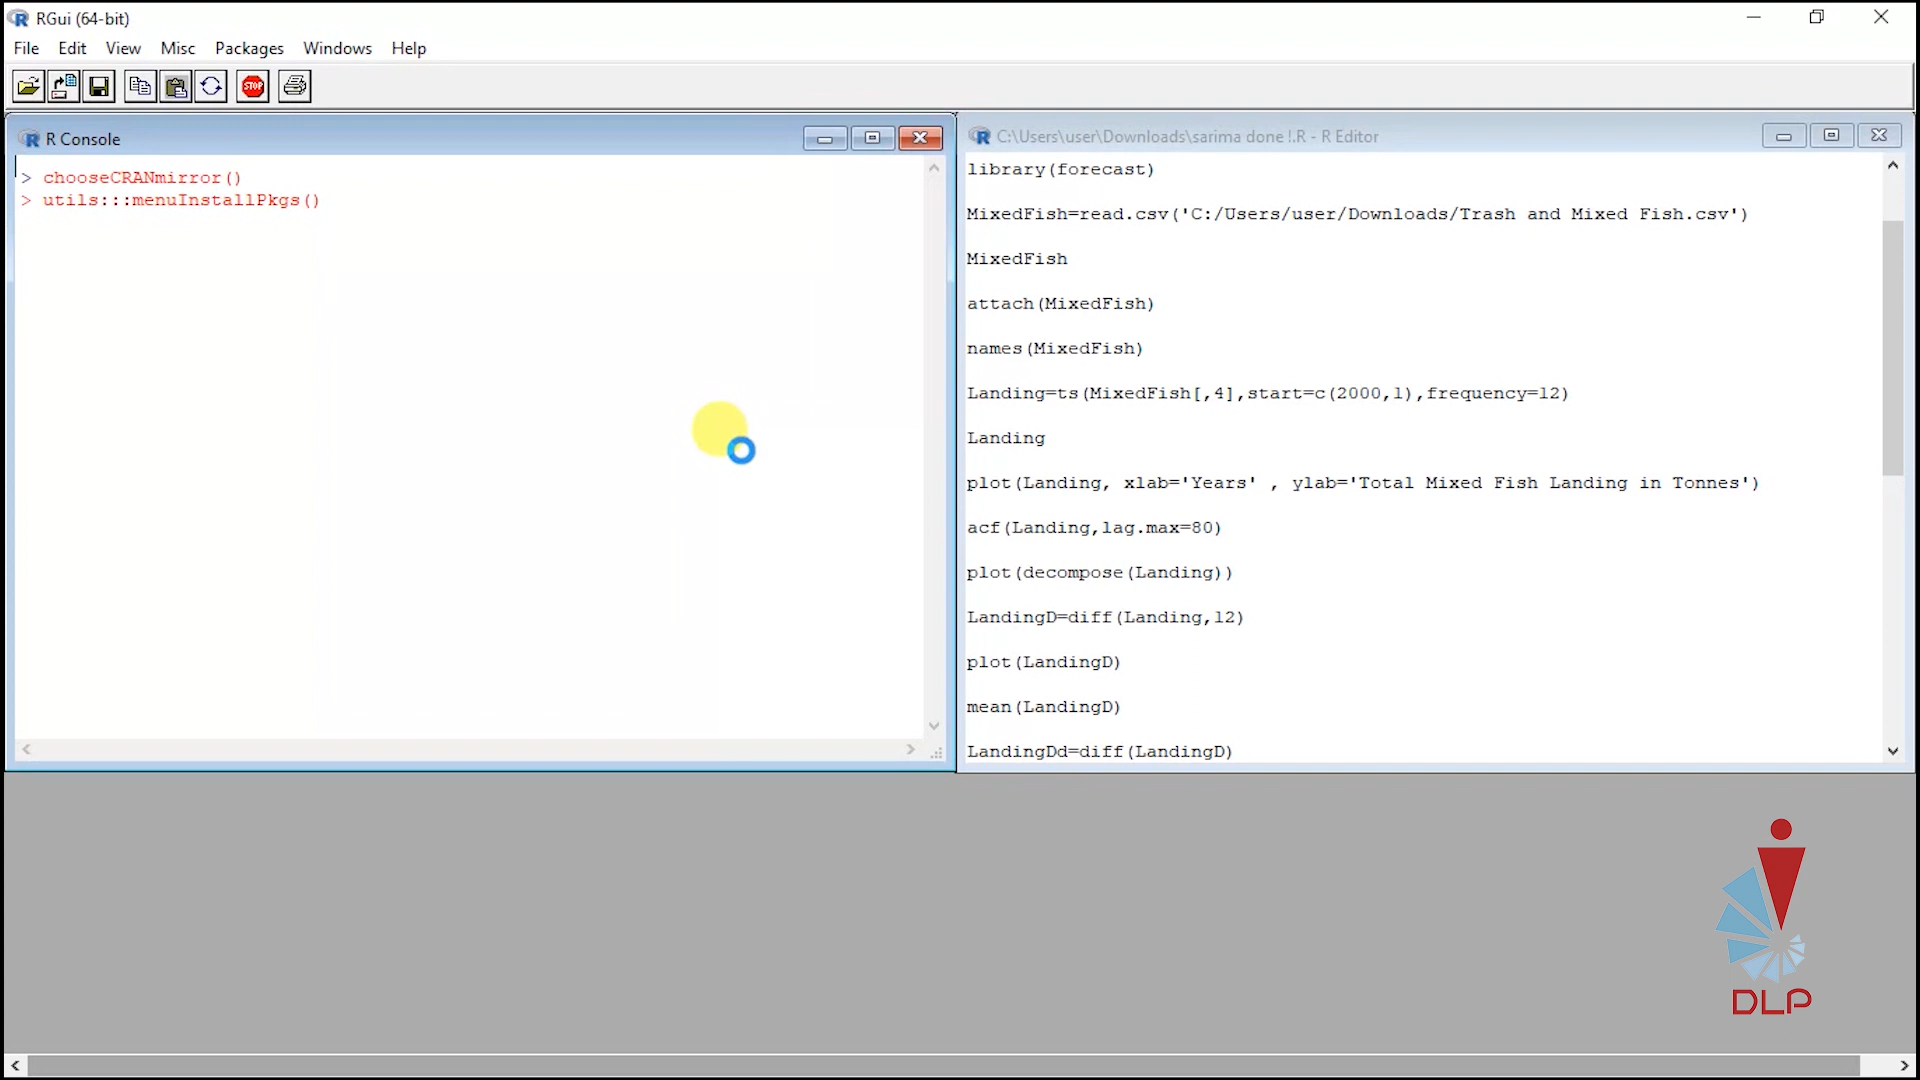 RGui (64-bit)
File Edit View Misc Packages Windows Help
STOP
R Console
> chooseCRANmirror()
> utils:::menuInstallPkgs()
C:\Users\user\Downloads\sarima done !.R - R Editor
library(forecast)
MixedFish=read.csv('C:/Users/user/Downloads/Trash and Mixed Fish.csv')
MixedFish
attach(MixedFish)
names(MixedFish)
Landing=ts(MixedFish[,4],start=c(2000,1),frequency=12)
Landing
plot(Landing, xlab='Years' , ylab='Total Mixed Fish Landing in Tonnes')
acf(Landing,lag.max=80)
plot(decompose(Landing))
LandingD=diff(Landing,12)
plot(LandingD)
mean(LandingD)
LandingDd=diff(LandingD)
DLP